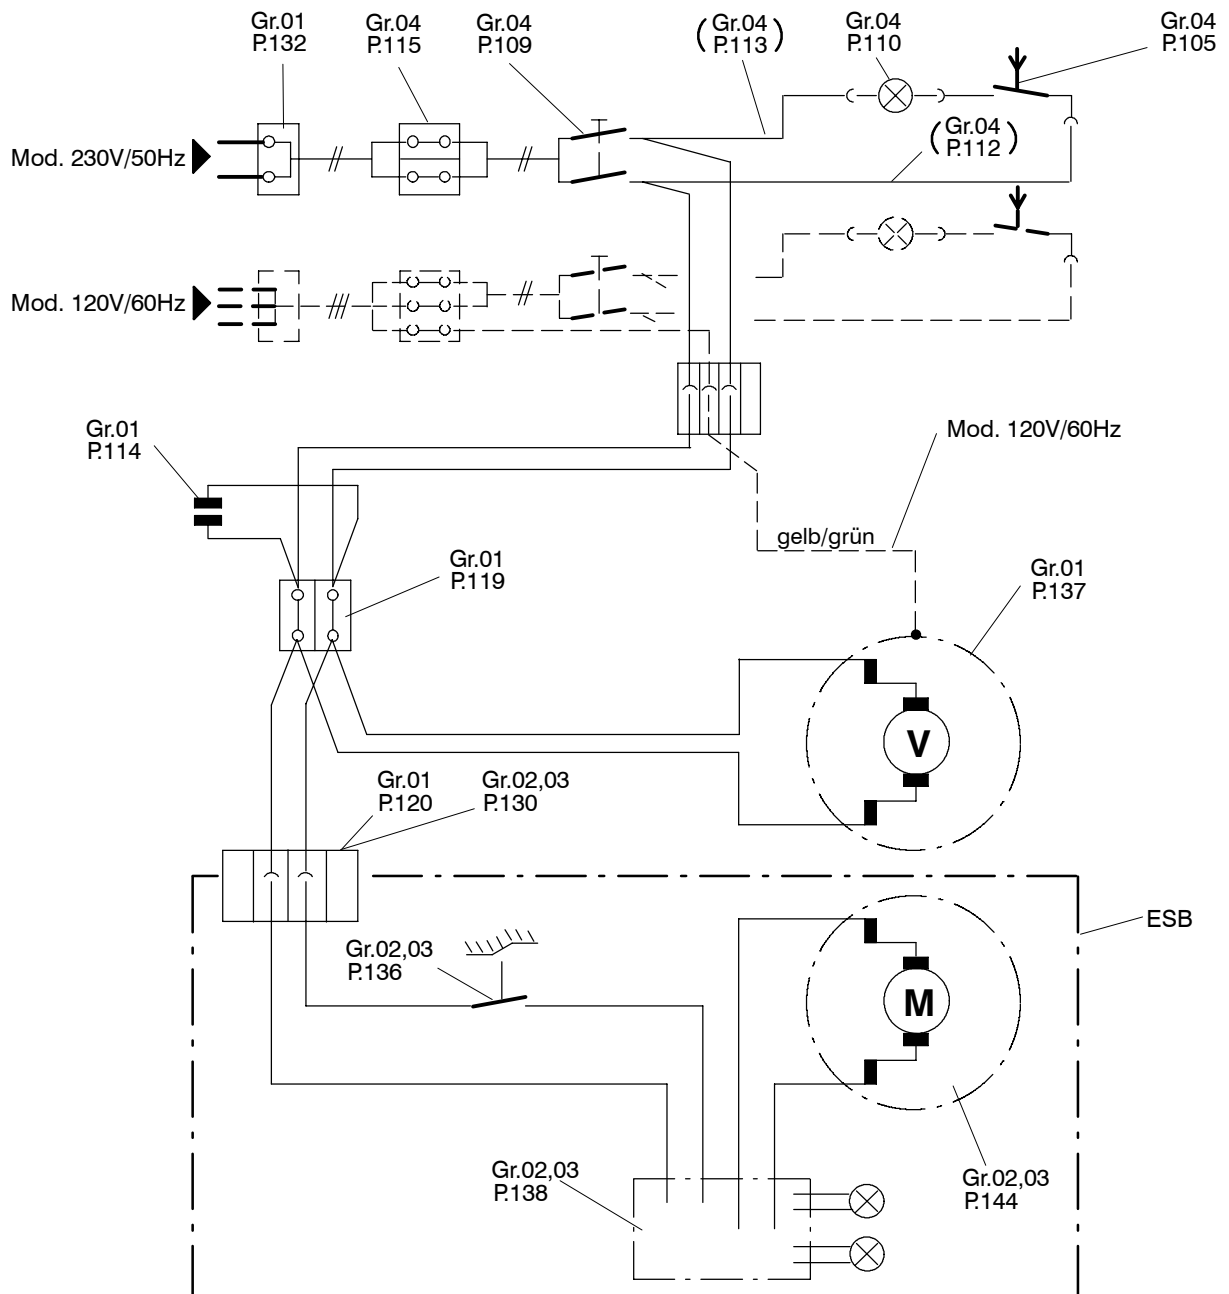 Gr.01
P.132
Gr.04
P.115
Gr.04
P.109
(Gr.04
P.113)
Gr.04
P.110
Gr.04
P.105
Mod. 230V/50Hz
(Gr.04
P.112)
Mod. 120V/60Hz
Gr.01
P.114
Mod. 120V/60Hz
gelb/grün
Gr.01
P.119
Gr.01
P.137
V
Gr.01
P.120
Gr.02,03
P.130
ESB
Gr.02,03
P.136
M
Gr.02,03
P.138
Gr.02,03
P.144